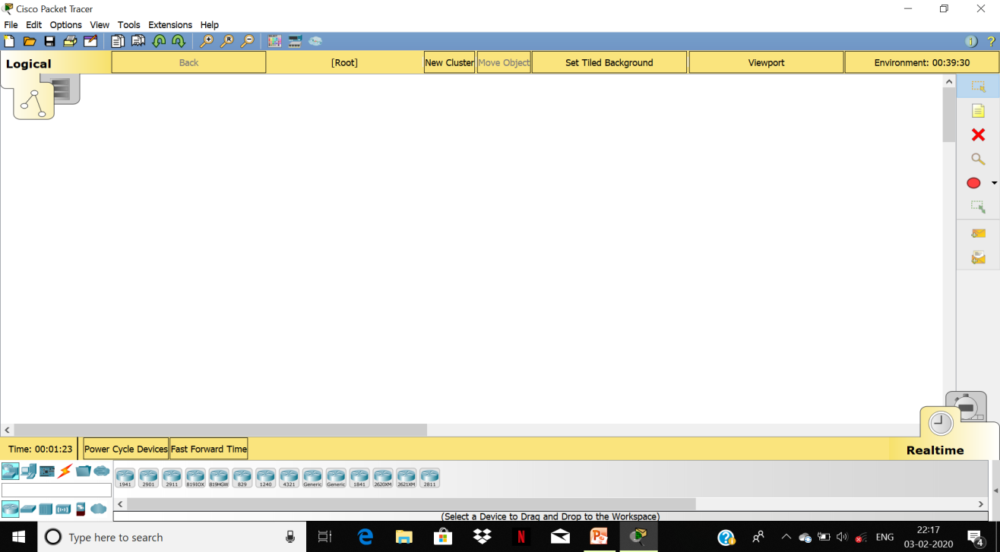 Cisco Packet Tracer
File Edit Options View Tools Extensions Help
Logical Back [Root] New Cluster Move Object Set Tiled Background Viewport Environment: 00:39:30
Time: 00:01:23 Power Cycle Devices Fast Forward Time Realtime
1941 2901 2911 819IOX 819HGW 829 1240 4321 Generic Generic 1841 2620XM 2621XM 2811
(Select a Device to Drag and Drop to the Workspace)
Type here to search
ENG
22:17
03-02-2020
4